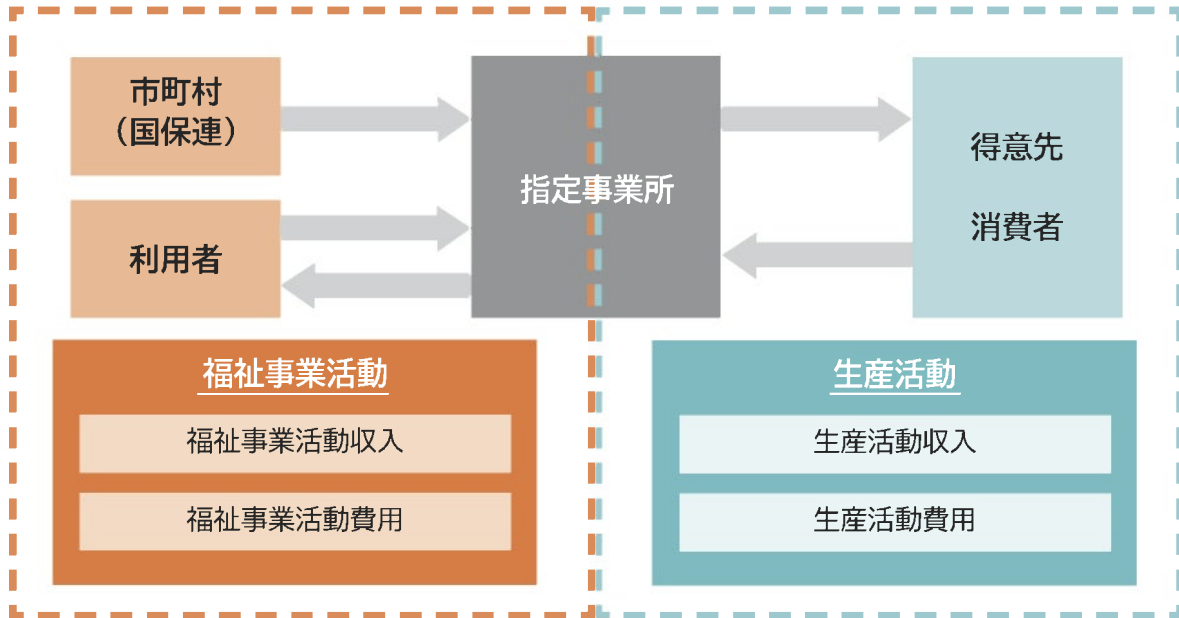 市町村
（国保連）
利用者
指定事業所
得意先
消費者
福祉事業活動
福祉事業活動収入
福祉事業活動費用
生産活動
生産活動収入
生産活動費用